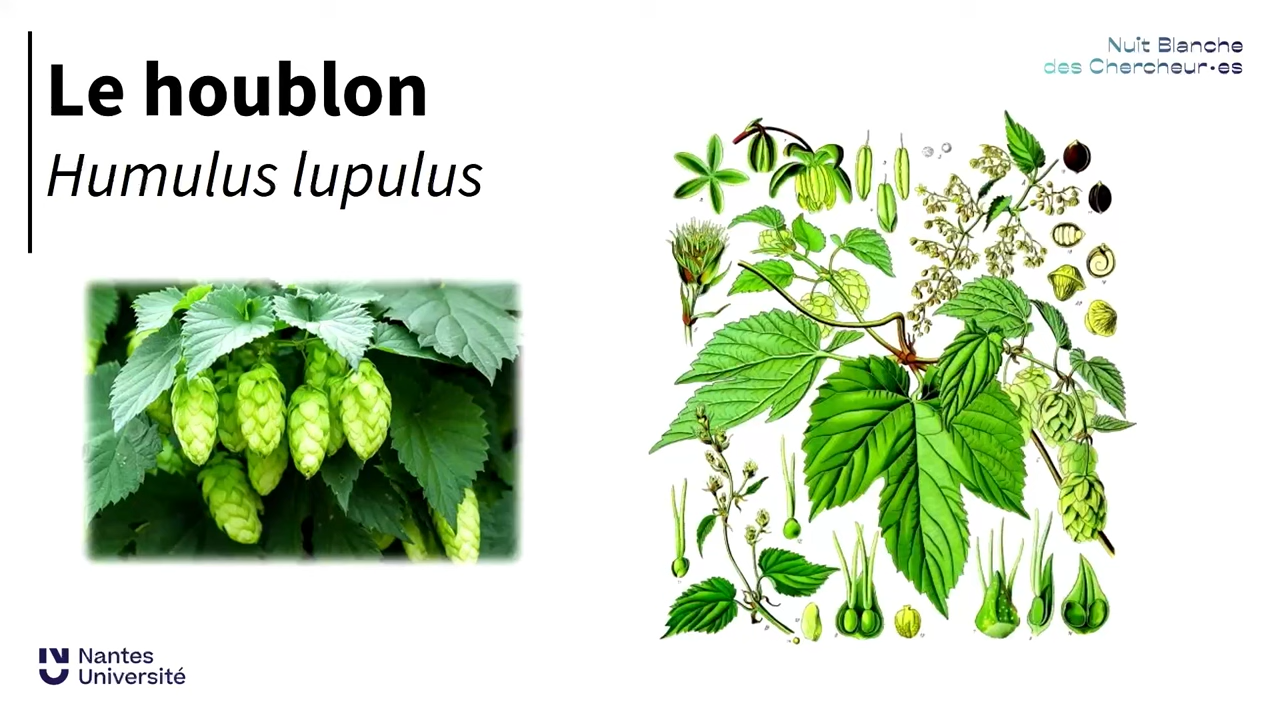 Le houblon
Humulus lupulus
Nuit Blanche
des Chercheur·es
Nantes
Université